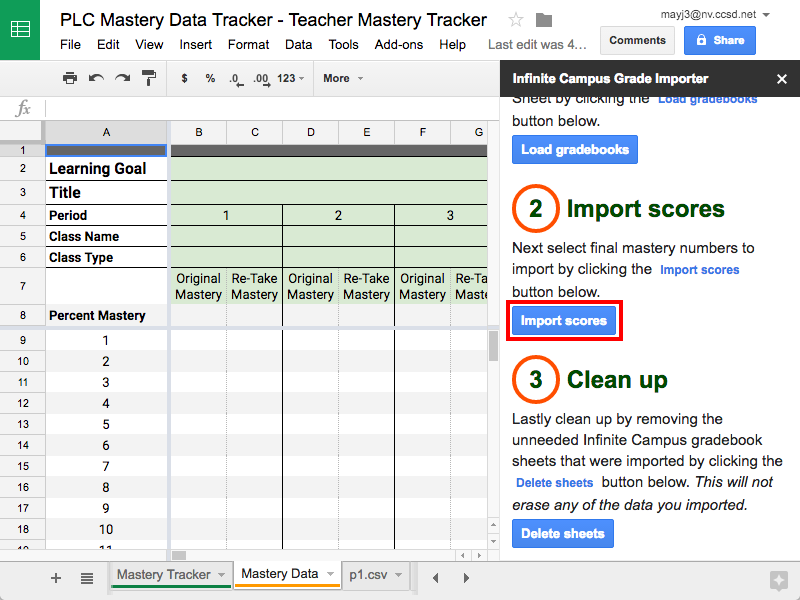 PLC Mastery Data Tracker - Teacher Mastery Tracker
mayj3@nv.ccsd.net
File Edit View Insert Format Data Tools Add-ons Help Last edit was 4…
Comments
Share
$ % .0 .00 123 More
fx
A B C D E F G
1
2 Learning Goal
3 Title
4 Period 1 2 3
5 Class Name
6 Class Type
7 Original Mastery Re-Take Mastery Original Mastery Re-Take Mastery Original Mastery Re-Ta Maste
8 Percent Mastery
9 1
10 2
11 3
12 4
13 5
14 6
15 7
16 8
17 9
18 10
19 11
Mastery Tracker Mastery Data p1.csv
Infinite Campus Grade Importer
Sheet by clicking the Load gradebooks
button below.
Load gradebooks
2 Import scores
Next select final mastery numbers to
import by clicking the Import scores
button below.
Import scores
3 Clean up
Lastly clean up by removing the
unneeded Infinite Campus gradebook
sheets that were imported by clicking the
Delete sheets button below. This will not
erase any of the data you imported.
Delete sheets